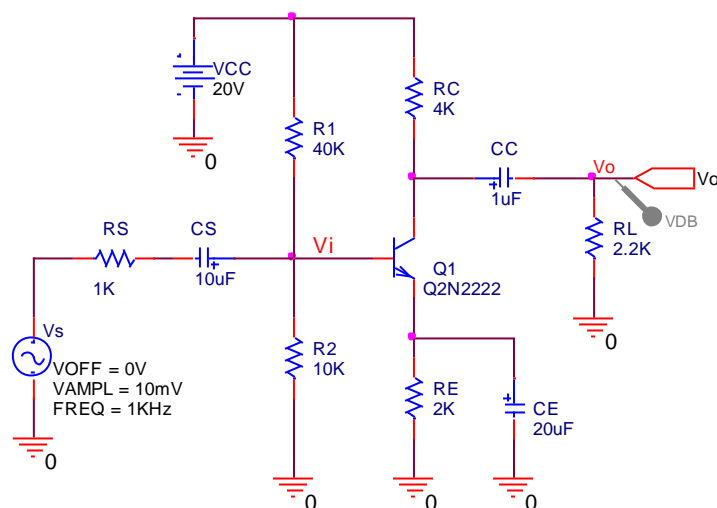 VCC
20V
0
R1
40K
RC
4K
CC
1uF
Vo
Vo
VDB
RL
2.2K
0
RS
1K
CS
10uF
Vi
Q1
Q2N2222
Vs
VOFF = 0V
VAMPL = 10mV
FREQ = 1KHz
0
R2
10K
0
RE
2K
0
CE
20uF
0